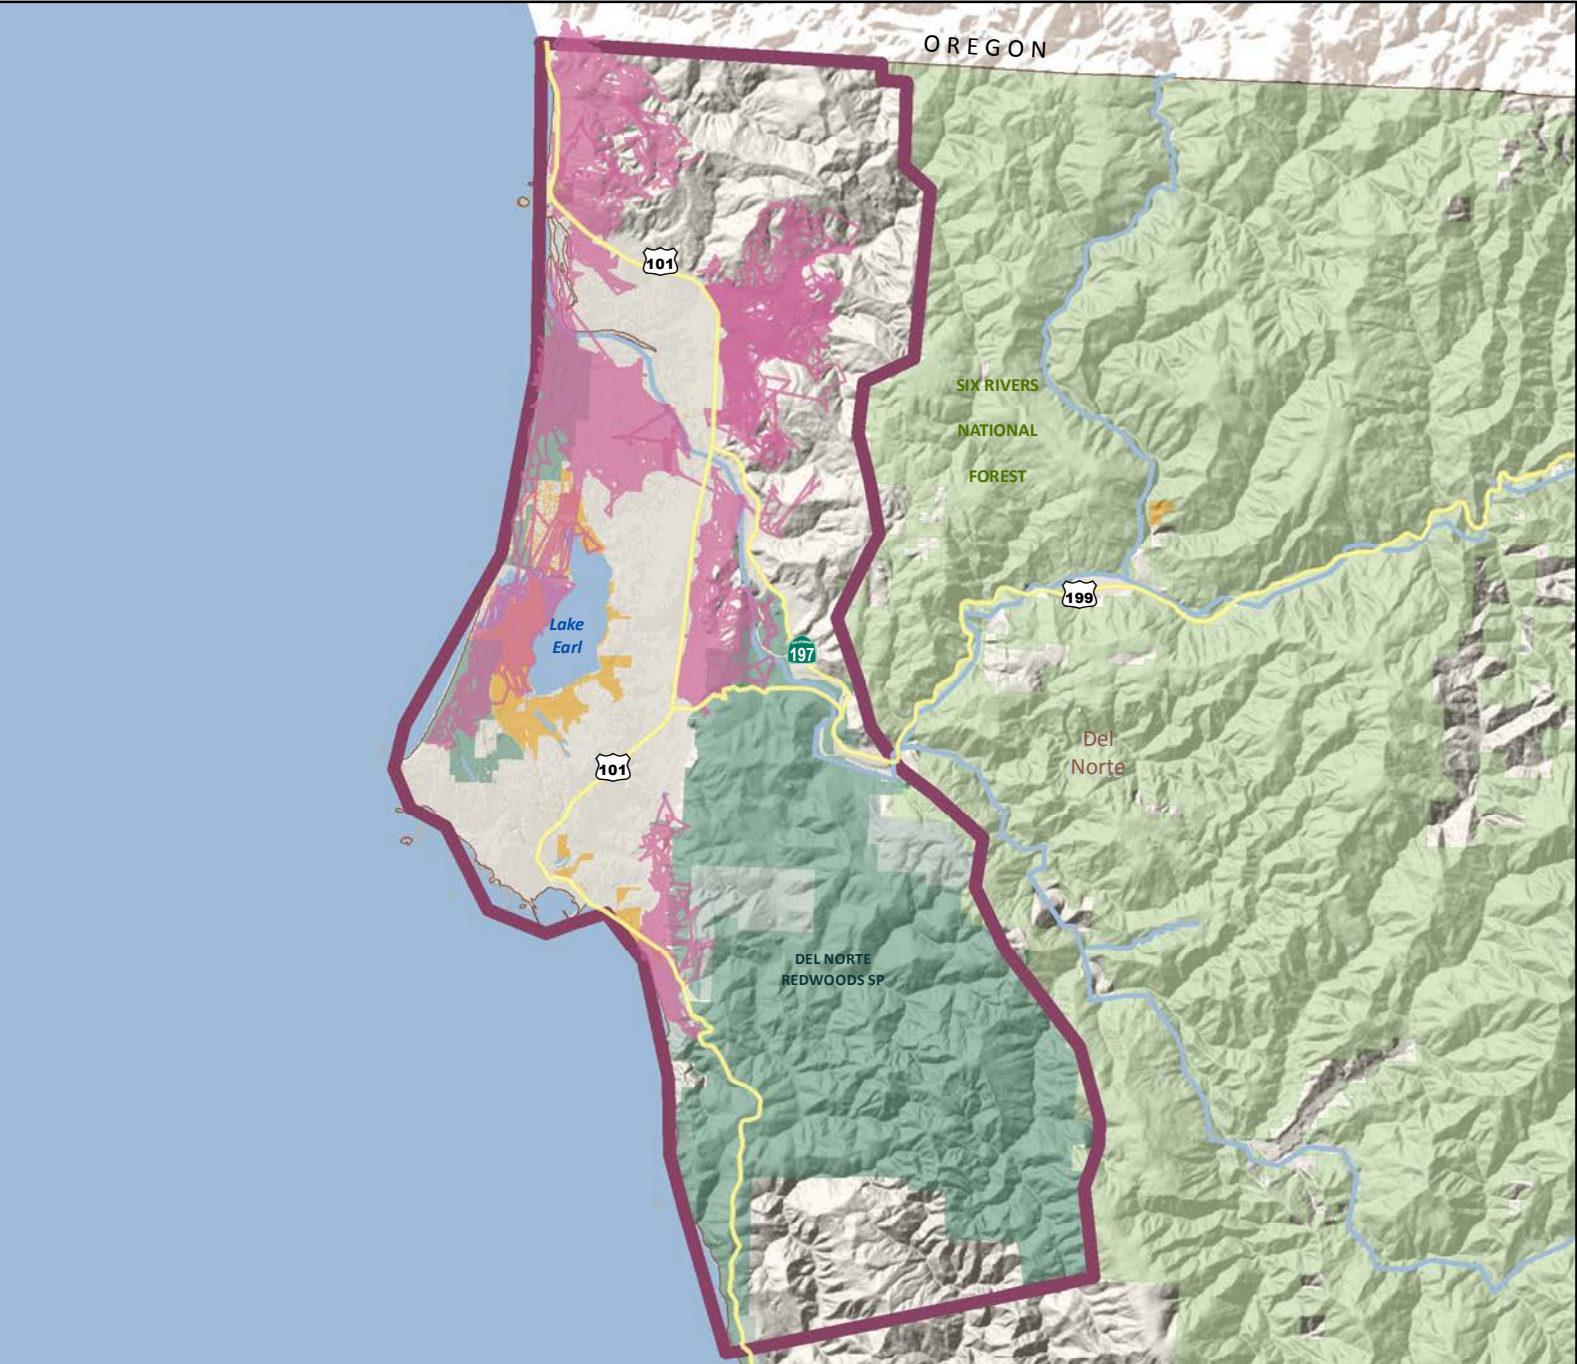 OREGON
101
SIX RIVERS
NATIONAL
FOREST
199
Lake
Earl
197
Del
Norte
101
DEL NORTE
REDWOODS SP